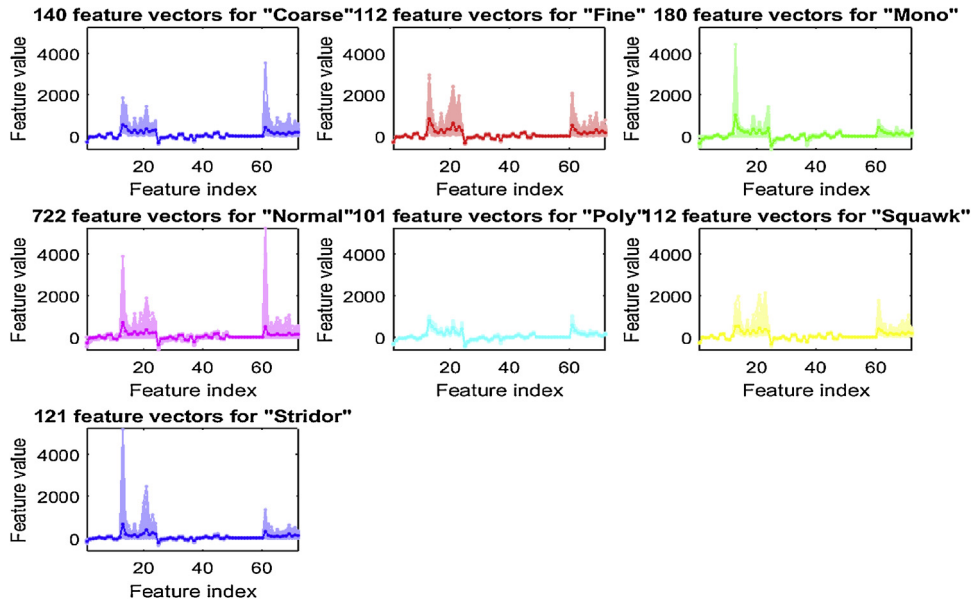 140 feature vectors for "Coarse"
112 feature vectors for "Fine"
180 feature vectors for "Mono"
Feature value
4000
2000
0
20
40
60
Feature index
Feature value
4000
2000
0
20
40
60
Feature index
Feature value
4000
2000
0
20
40
60
Feature index
722 feature vectors for "Normal"
101 feature vectors for "Poly"
112 feature vectors for "Squawk"
Feature value
4000
2000
0
20
40
60
Feature index
Feature value
4000
2000
0
20
40
60
Feature index
Feature value
4000
2000
0
20
40
60
Feature index
121 feature vectors for "Stridor"
Feature value
4000
2000
0
20
40
60
Feature index